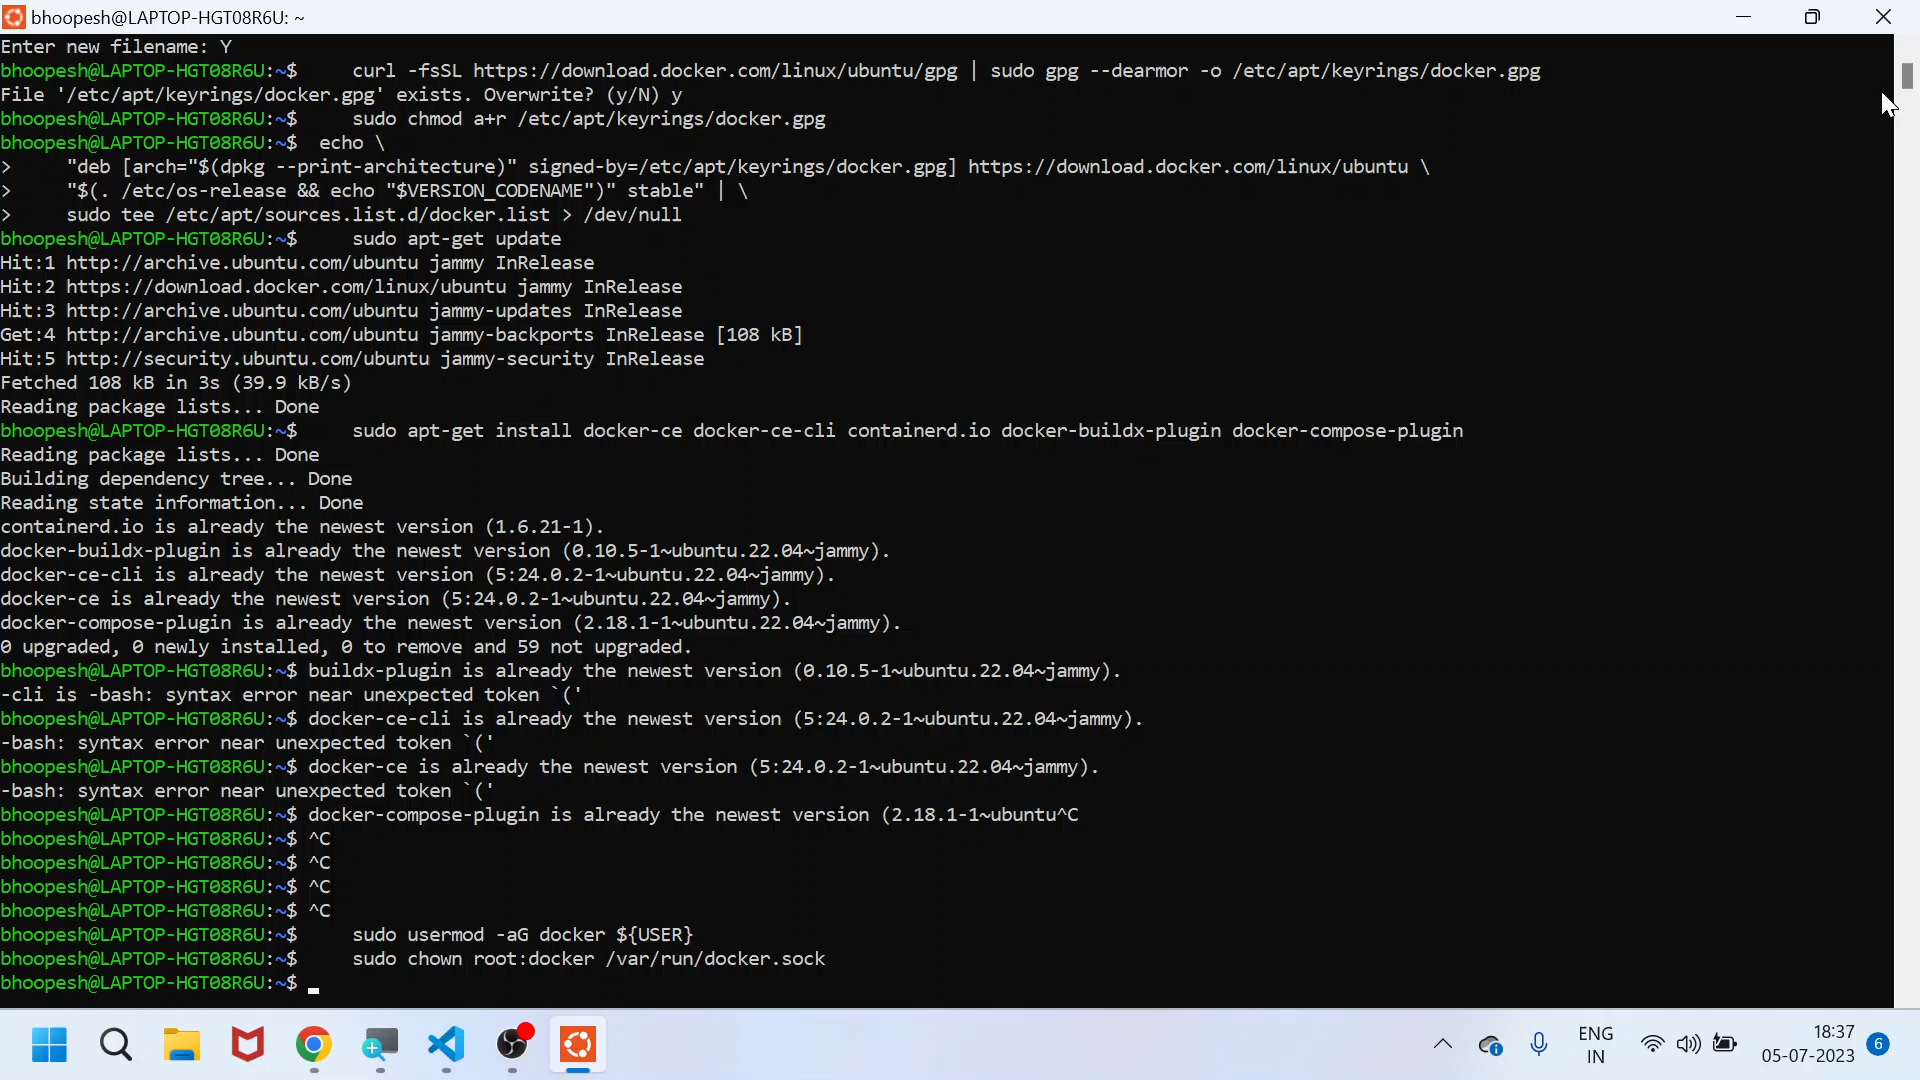 bhoopesh@LAPTOP-HGT08R6U: ~
Enter new filename: Y
bhoopesh@LAPTOP-HGT08R6U:~$     curl -fsSL https://download.docker.com/linux/ubuntu/gpg | sudo gpg --dearmor -o /etc/apt/keyrings/docker.gpg
File '/etc/apt/keyrings/docker.gpg' exists. Overwrite? (y/N) y
bhoopesh@LAPTOP-HGT08R6U:~$     sudo chmod a+r /etc/apt/keyrings/docker.gpg
bhoopesh@LAPTOP-HGT08R6U:~$  echo \
>     "deb [arch="$(dpkg --print-architecture)" signed-by=/etc/apt/keyrings/docker.gpg] https://download.docker.com/linux/ubuntu \
>     "$(. /etc/os-release && echo "$VERSION_CODENAME")" stable" | \
>     sudo tee /etc/apt/sources.list.d/docker.list > /dev/null
bhoopesh@LAPTOP-HGT08R6U:~$     sudo apt-get update
Hit:1 http://archive.ubuntu.com/ubuntu jammy InRelease
Hit:2 https://download.docker.com/linux/ubuntu jammy InRelease
Hit:3 http://archive.ubuntu.com/ubuntu jammy-updates InRelease
Get:4 http://archive.ubuntu.com/ubuntu jammy-backports InRelease [108 kB]
Hit:5 http://security.ubuntu.com/ubuntu jammy-security InRelease
Fetched 108 kB in 3s (39.9 kB/s)
Reading package lists... Done
bhoopesh@LAPTOP-HGT08R6U:~$     sudo apt-get install docker-ce docker-ce-cli containerd.io docker-buildx-plugin docker-compose-plugin
Reading package lists... Done
Building dependency tree... Done
Reading state information... Done
containerd.io is already the newest version (1.6.21-1).
docker-buildx-plugin is already the newest version (0.10.5-1~ubuntu.22.04~jammy).
docker-ce-cli is already the newest version (5:24.0.2-1~ubuntu.22.04~jammy).
docker-ce is already the newest version (5:24.0.2-1~ubuntu.22.04~jammy).
docker-compose-plugin is already the newest version (2.18.1-1~ubuntu.22.04~jammy).
0 upgraded, 0 newly installed, 0 to remove and 59 not upgraded.
bhoopesh@LAPTOP-HGT08R6U:~$ buildx-plugin is already the newest version (0.10.5-1~ubuntu.22.04~jammy).
-cli is -bash: syntax error near unexpected token `('
bhoopesh@LAPTOP-HGT08R6U:~$ docker-ce-cli is already the newest version (5:24.0.2-1~ubuntu.22.04~jammy).
-bash: syntax error near unexpected token `('
bhoopesh@LAPTOP-HGT08R6U:~$ docker-ce is already the newest version (5:24.0.2-1~ubuntu.22.04~jammy).
-bash: syntax error near unexpected token `('
bhoopesh@LAPTOP-HGT08R6U:~$ docker-compose-plugin is already the newest version (2.18.1-1~ubuntu^C
bhoopesh@LAPTOP-HGT08R6U:~$ ^C
bhoopesh@LAPTOP-HGT08R6U:~$ ^C
bhoopesh@LAPTOP-HGT08R6U:~$ ^C
bhoopesh@LAPTOP-HGT08R6U:~$ ^C
bhoopesh@LAPTOP-HGT08R6U:~$     sudo usermod -aG docker ${USER}
bhoopesh@LAPTOP-HGT08R6U:~$     sudo chown root:docker /var/run/docker.sock
bhoopesh@LAPTOP-HGT08R6U:~$
ENG
IN
18:37
05-07-2023
6